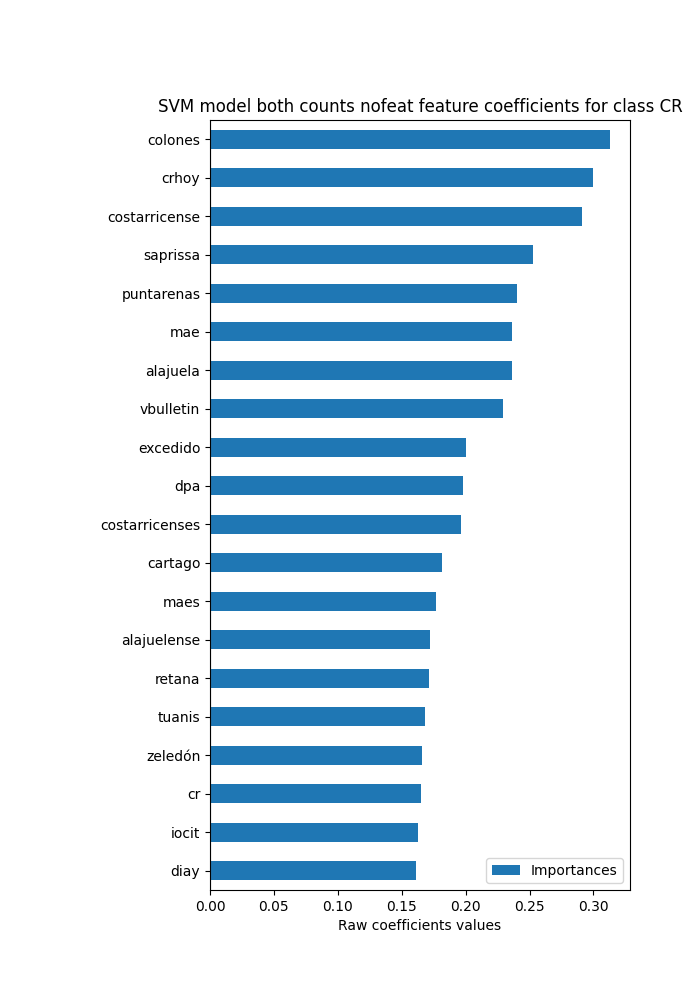 SVM model both counts nofeat feature coefficients for class CR
colones
crhoy
costarricense
saprissa
puntarenas
mae
alajuela
vbulletin
excedido
dpa
costarricenses
cartago
maes
alajuelense
retana
tuanis
zeledón
cr
iocit
diay
Importances
0.00 0.05 0.10 0.15 0.20 0.25 0.30
Raw coefficients values